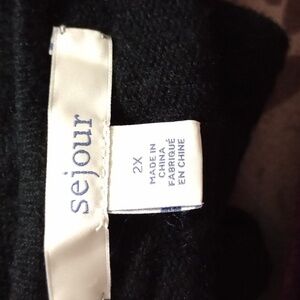 sejour
2X
MADE IN
CHINA
FABRIQUÉ
EN CHINE